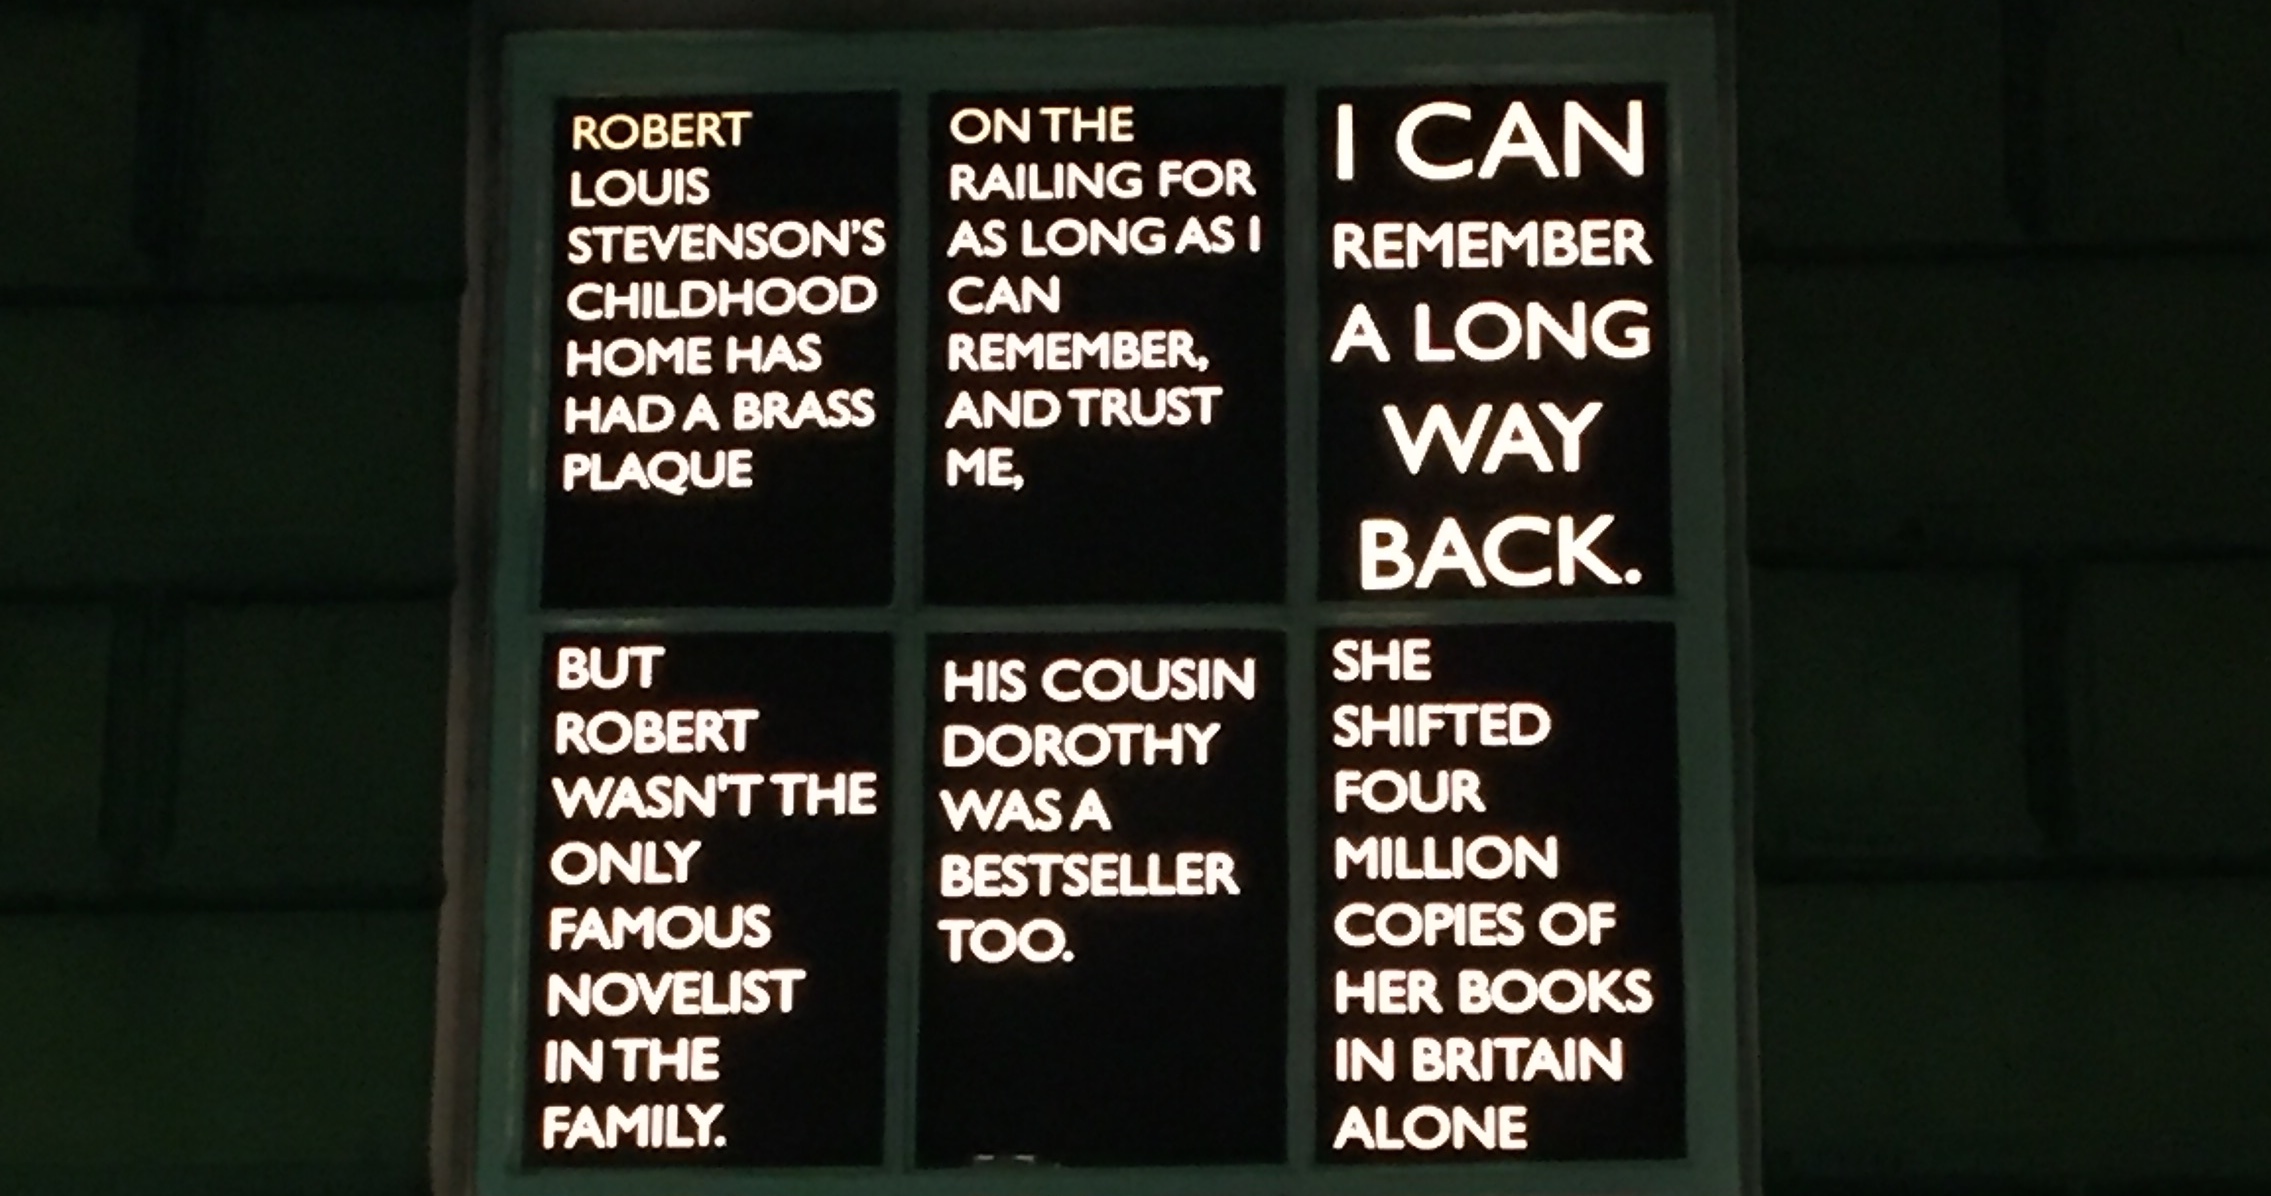 ROBERT
LOUIS
STEVENSON'S
CHILDHOOD
HOME HAS
HAD A BRASS
PLAQUE
ON THE
RAILING FOR
AS LONG AS I
CAN
REMEMBER,
AND TRUST
ME,
I CAN
REMEMBER
A LONG
WAY
BACK.
BUT
ROBERT
WASN'T THE
ONLY
FAMOUS
NOVELIST
IN THE
FAMILY.
HIS COUSIN
DOROTHY
WAS A
BESTSELLER
TOO.
SHE
SHIFTED
FOUR
MILLION
COPIES OF
HER BOOKS
IN BRITAIN
ALONE